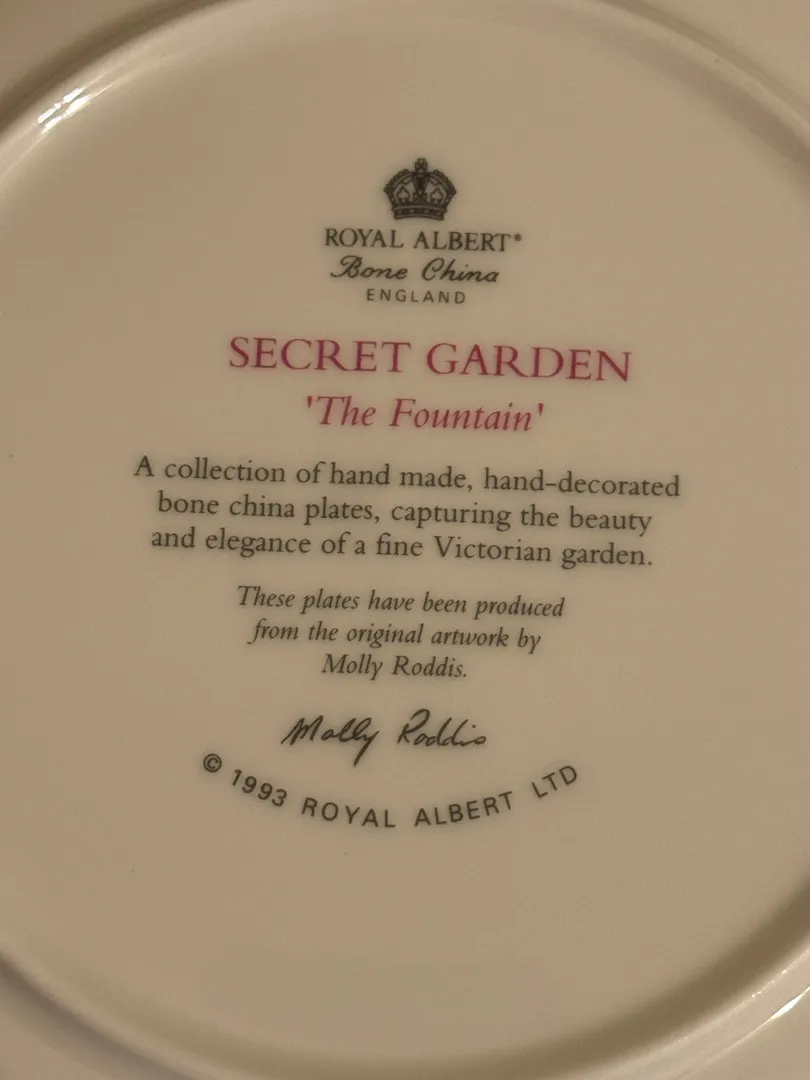 ROYAL ALBERT®
Bone China
ENGLAND
SECRET GARDEN
'The Fountain'
A collection of hand made, hand-decorated
bone china plates, capturing the beauty
and elegance of a fine Victorian garden.
These plates have been produced
from the original artwork by
Molly Roddis.
Molly Roddis
© 1993 ROYAL ALBERT LTD